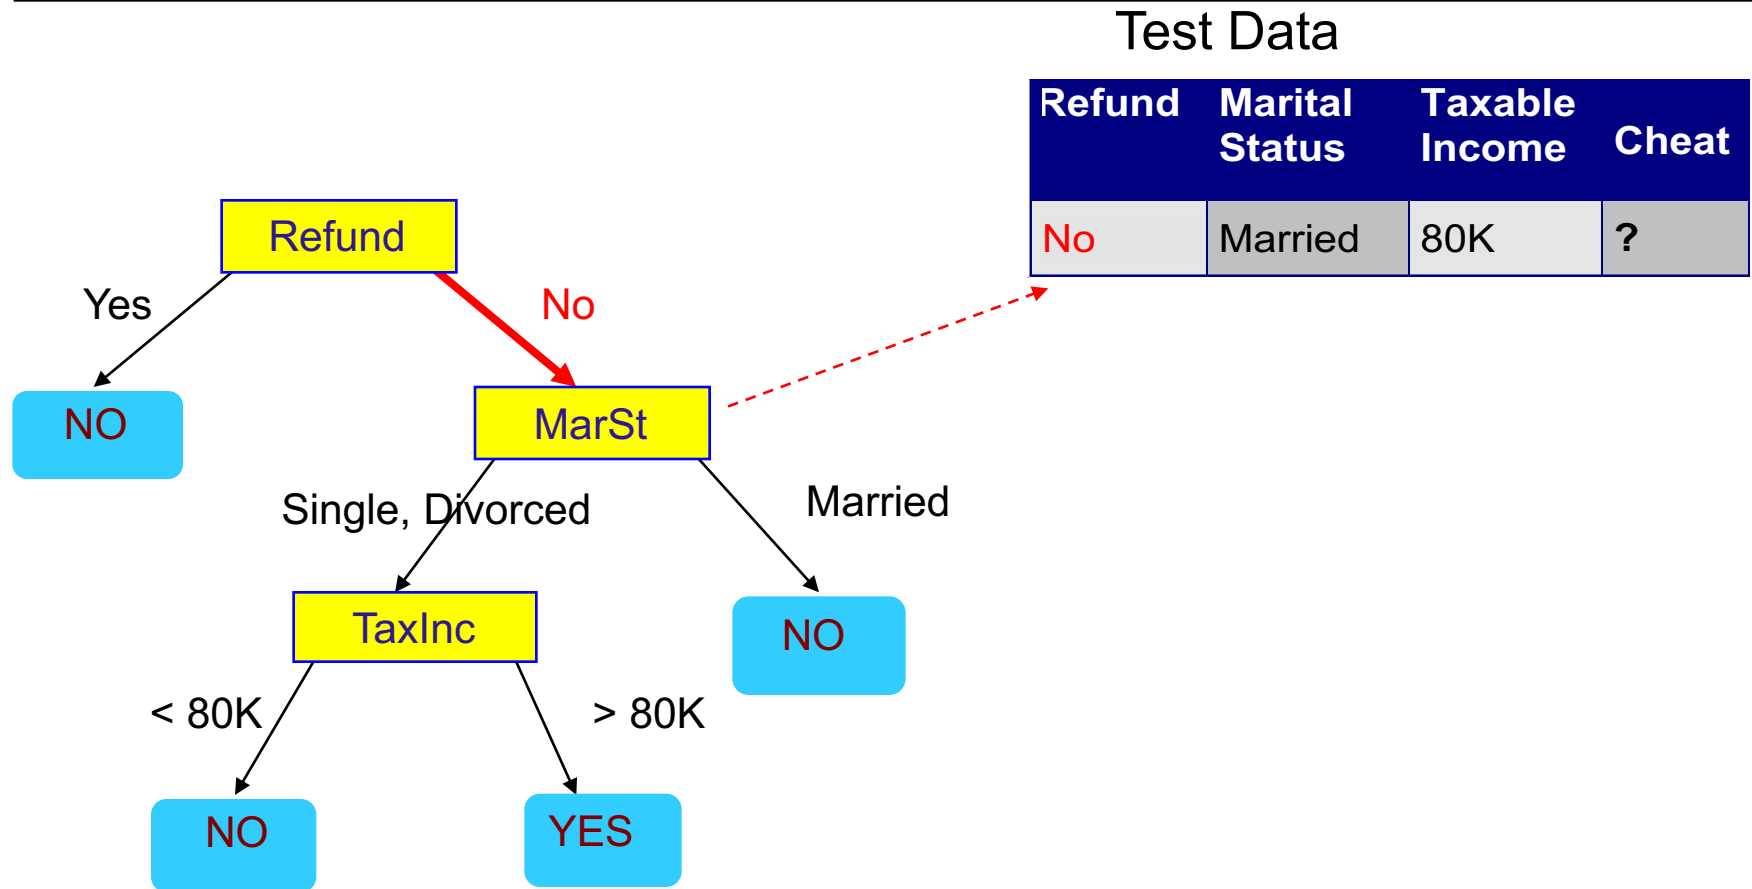 Test Data
Refund
Marital
Status
Taxable
Income
Cheat
No
Married
80K
?
Refund
Yes
No
NO
MarSt
Single, Divorced
Married
TaxInc
NO
< 80K
> 80K
NO
YES